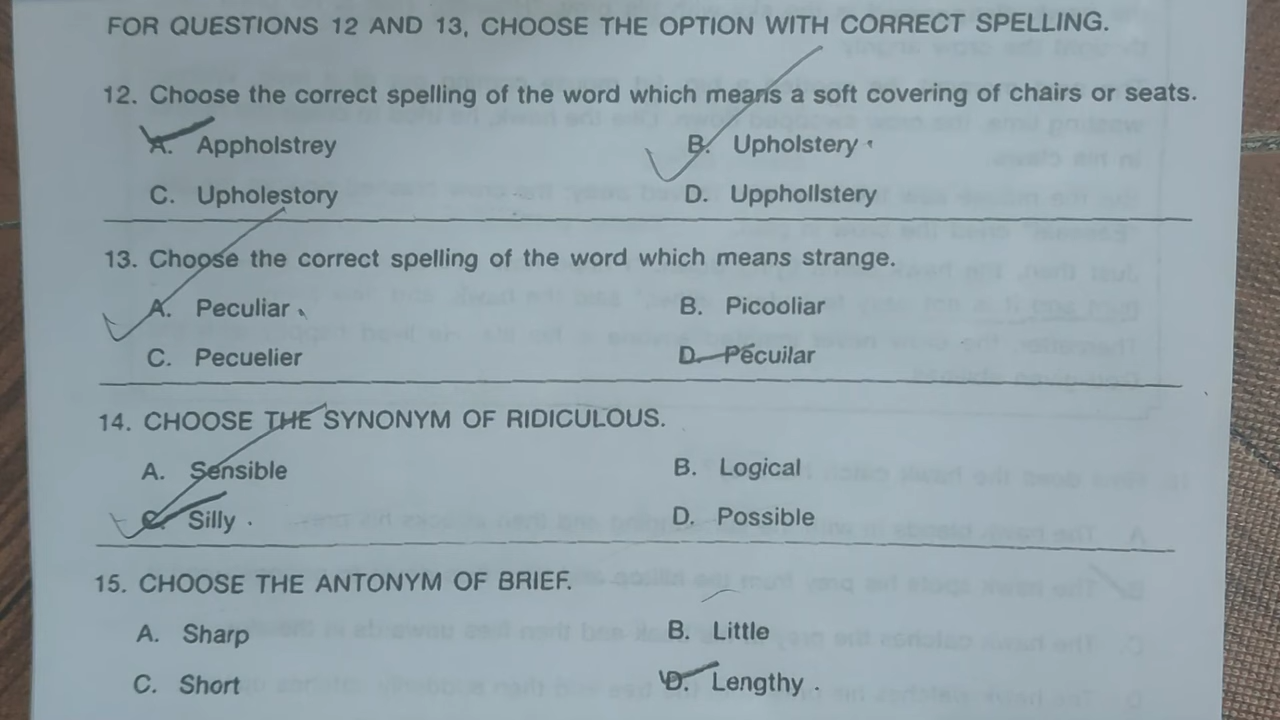 FOR QUESTIONS 12 AND 13, CHOOSE THE OPTION WITH CORRECT SPELLING.
12. Choose the correct spelling of the word which means a soft covering of chairs or seats.
A. Appholstrey B. Upholstery
C. Upholestory D. Upphollstery
13. Choose the correct spelling of the word which means strange.
A. Peculiar B. Picooliar
C. Pecuelier D. Pecuilar
14. CHOOSE THE SYNONYM OF RIDICULOUS.
A. Sensible B. Logical
C. Silly D. Possible
15. CHOOSE THE ANTONYM OF BRIEF.
A. Sharp B. Little
C. Short D. Lengthy